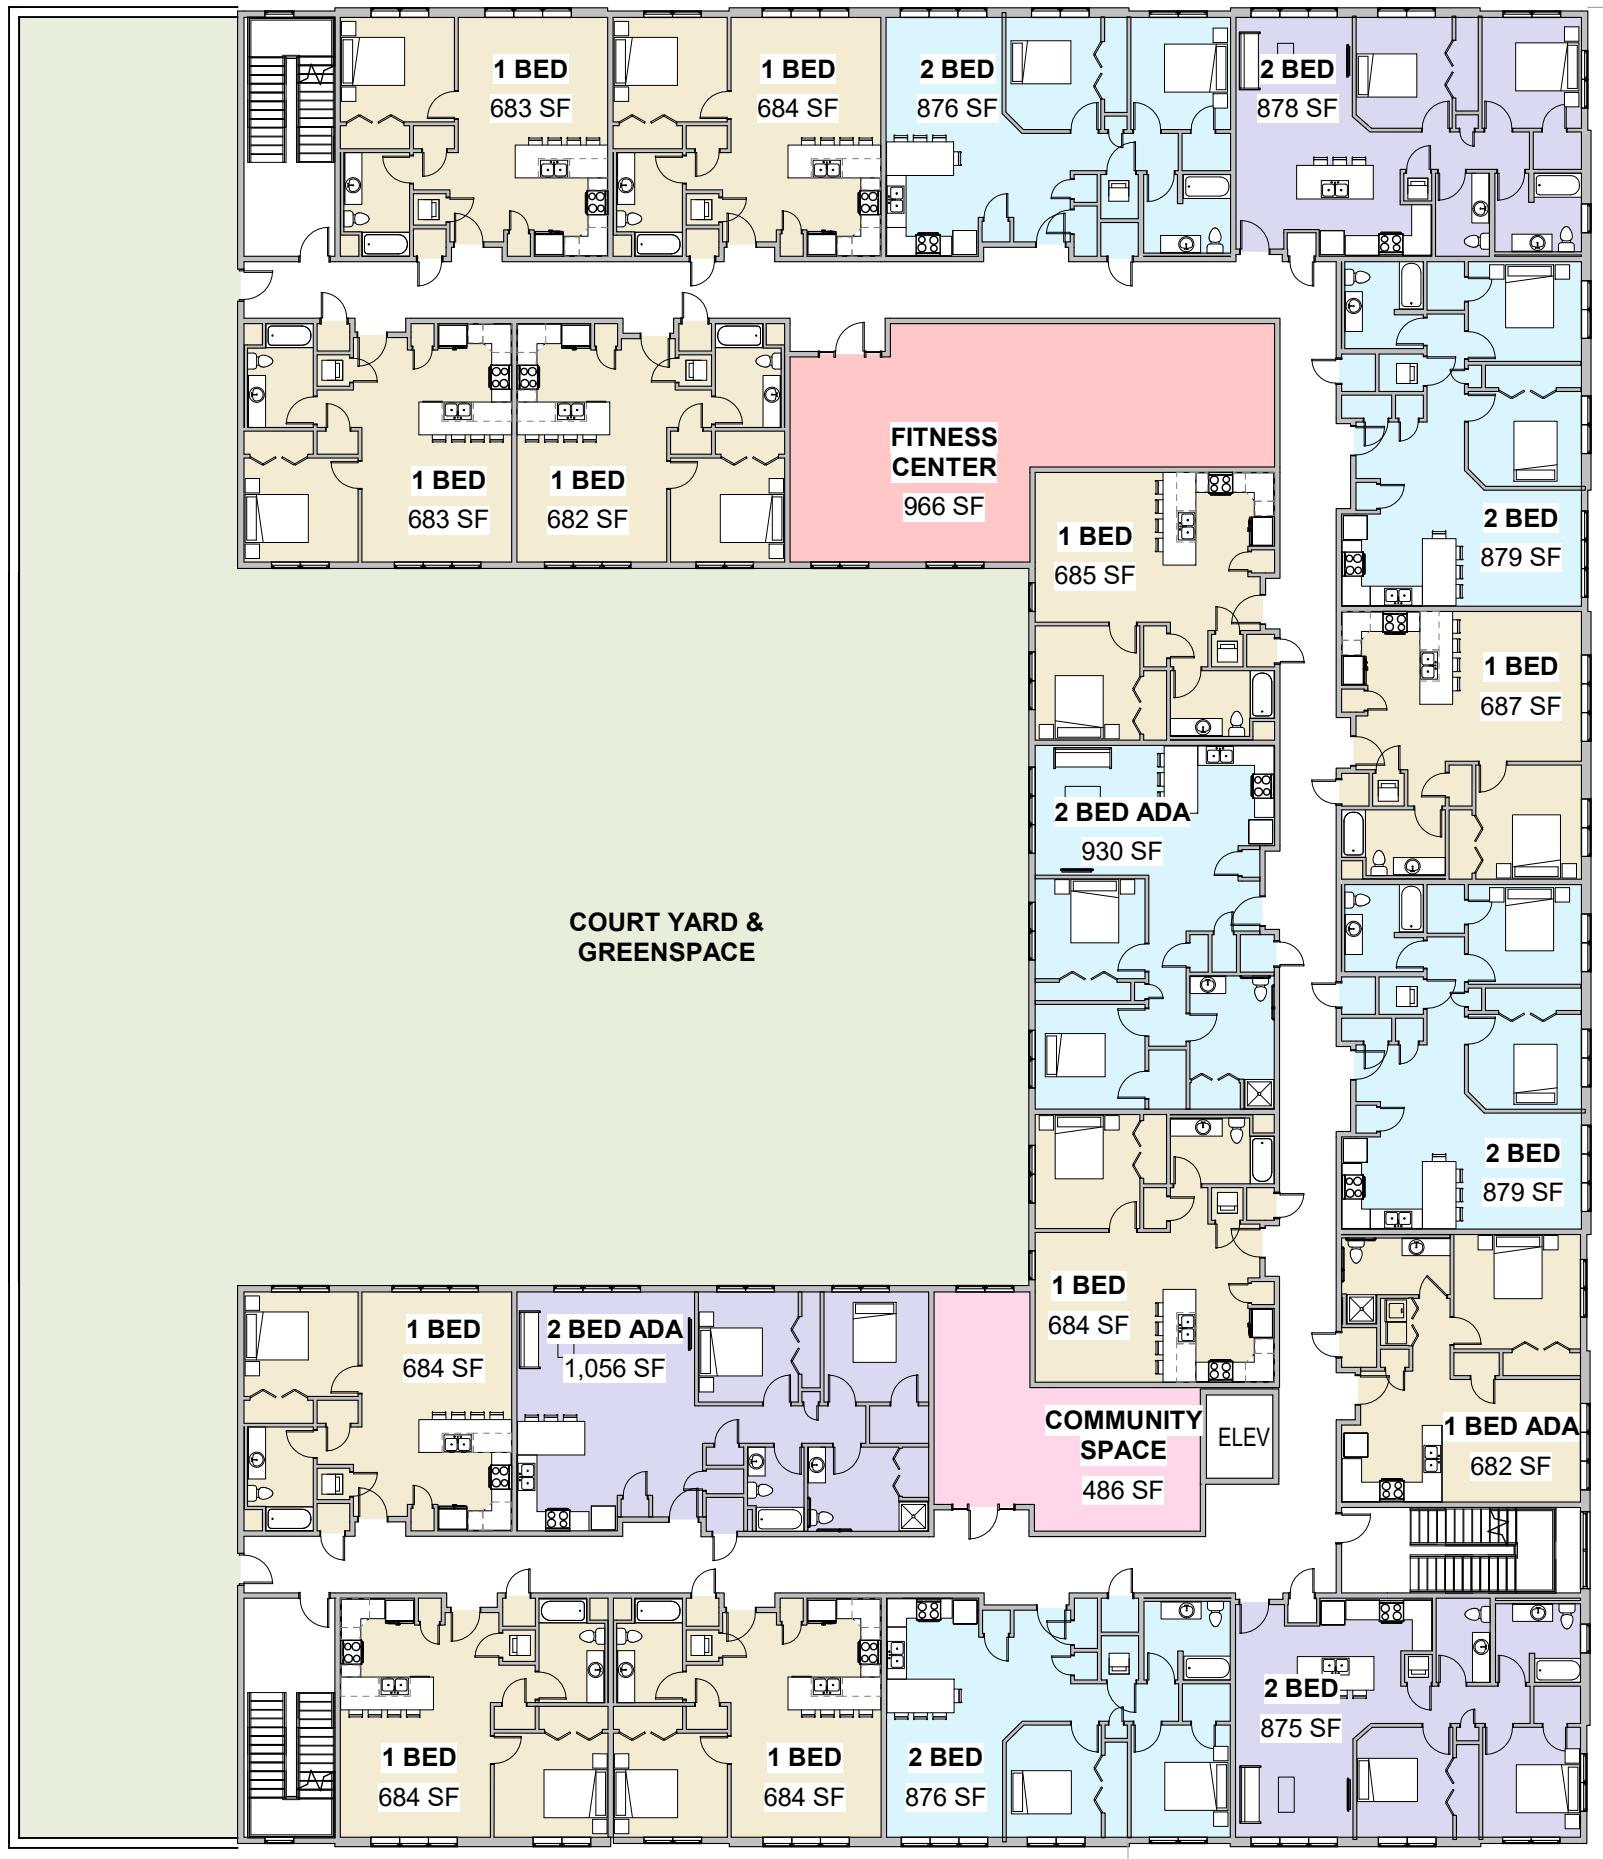 1 BED
683 SF
1 BED
684 SF
2 BED
876 SF
2 BED
878 SF
1 BED
683 SF
1 BED
682 SF
FITNESS
CENTER
966 SF
1 BED
685 SF
2 BED
879 SF
1 BED
687 SF
2 BED ADA
930 SF
COURT YARD &
GREENSPACE
2 BED
879 SF
1 BED
684 SF
1 BED
684 SF
2 BED ADA
1,056 SF
COMMUNITY
SPACE
486 SF
ELEV
1 BED ADA
682 SF
1 BED
684 SF
1 BED
684 SF
2 BED
876 SF
2 BED
875 SF